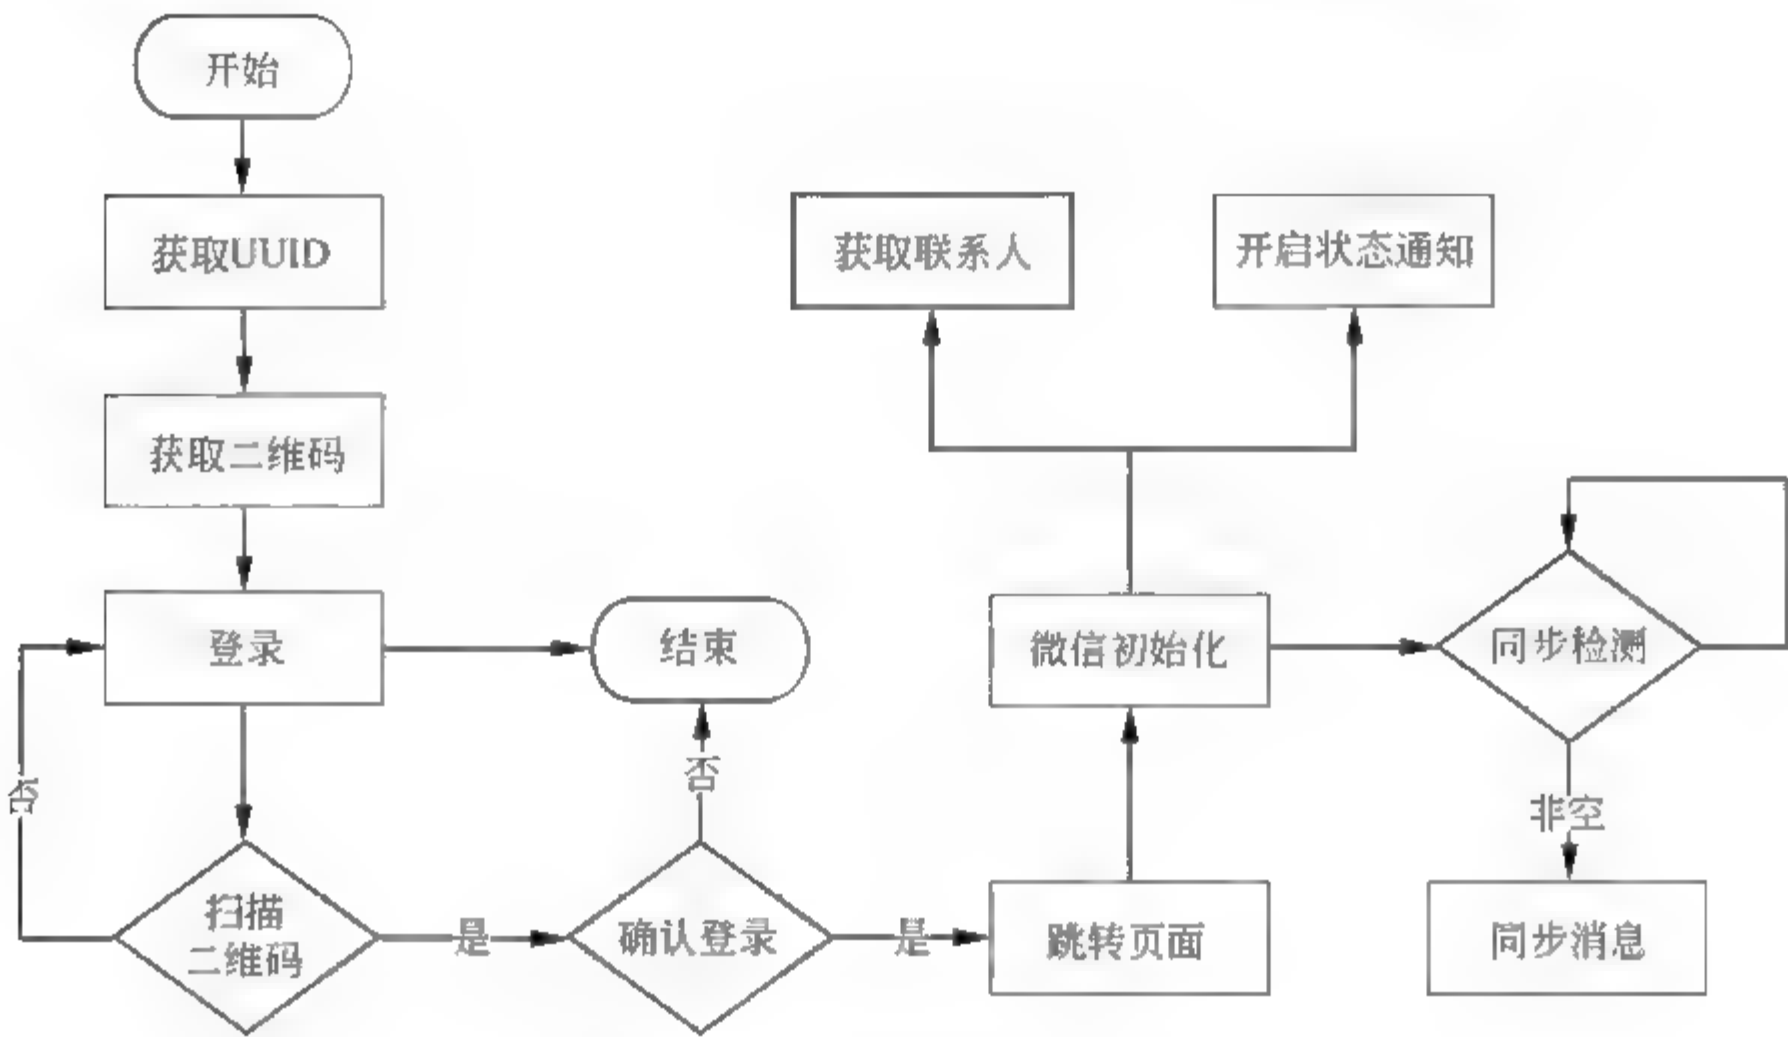 开始
获取UUID
获取联系人
开启状态通知
获取二维码
登录
结束
微信初始化
同步检测
否
否
非空
扫描
二维码
是
确认登录
是
跳转页面
同步消息